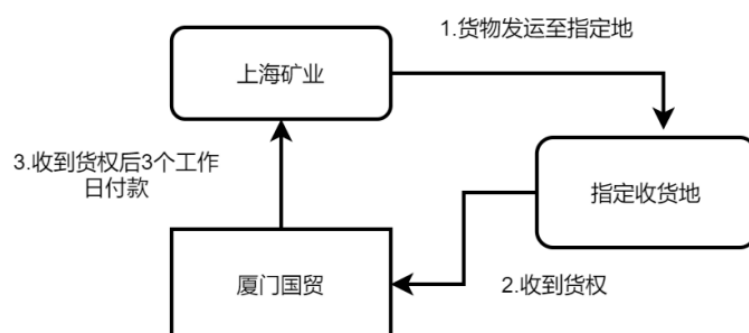 1.货物发运至指定地
上海矿业
3.收到货权后3个工作
日付款
指定收货地
厦门国贸
2.收到货权